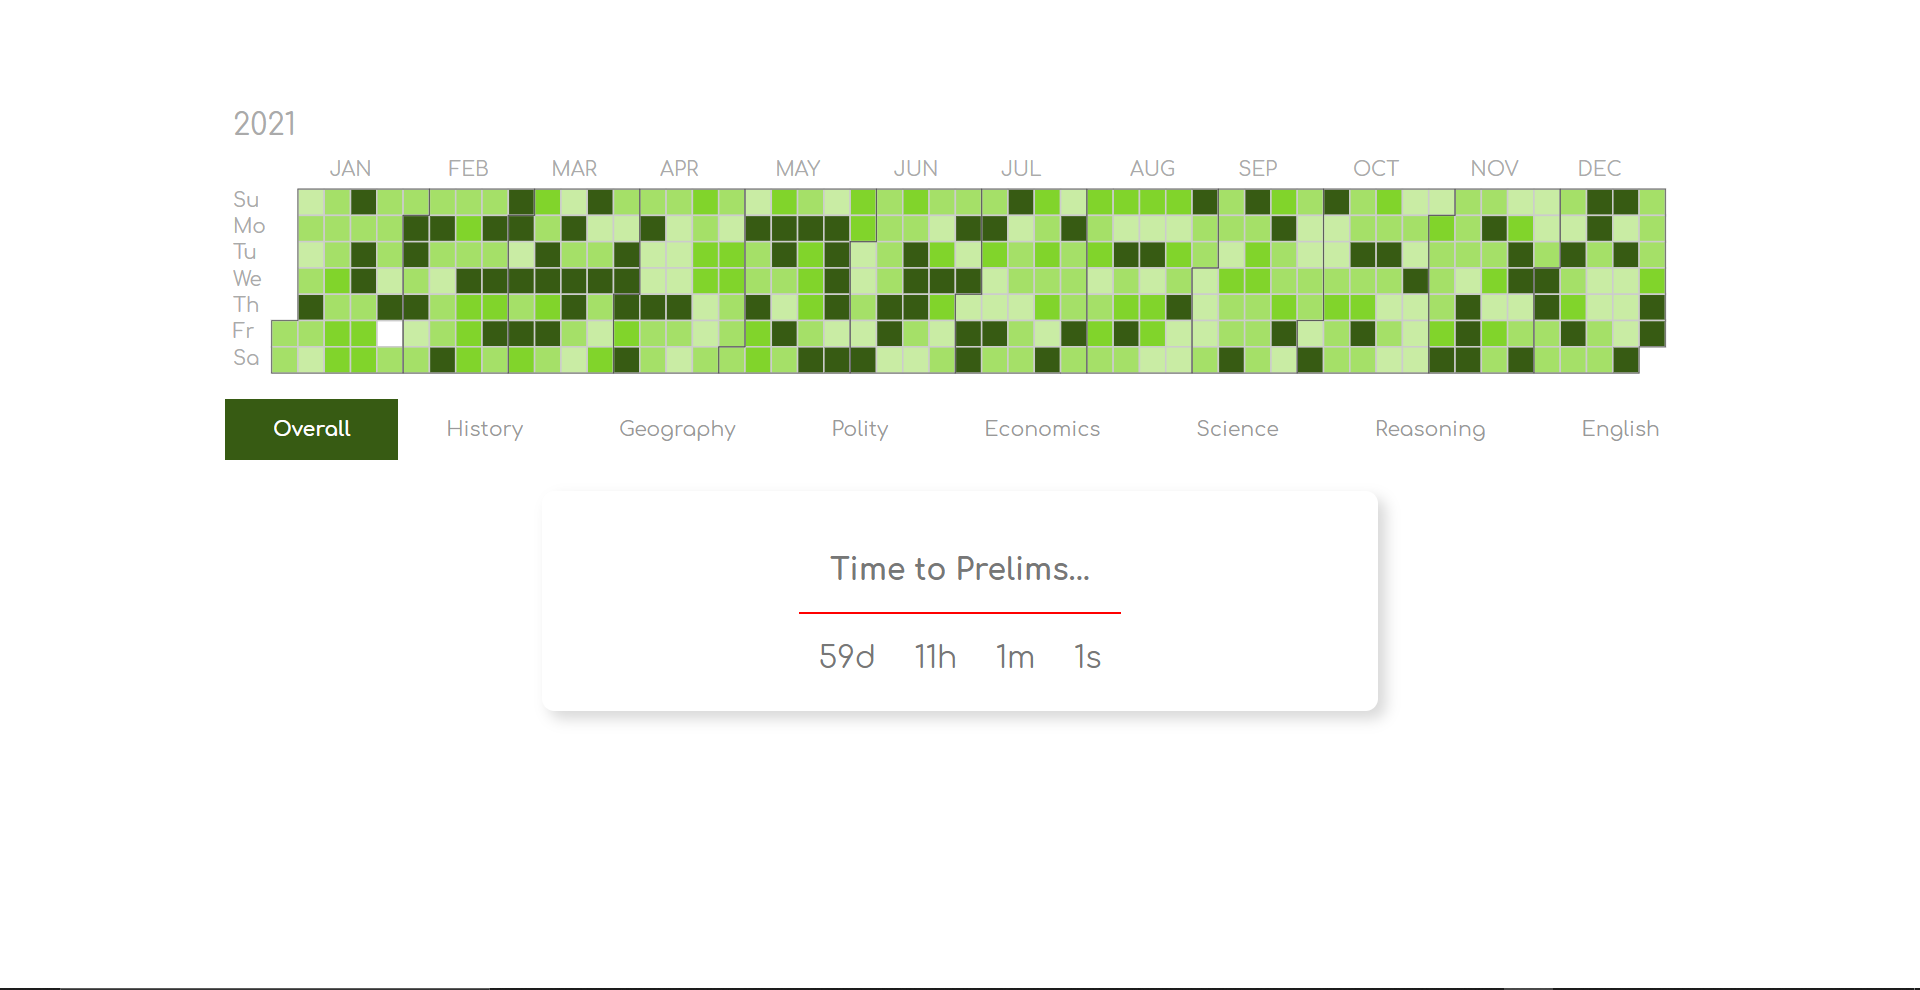 2021
JAN FEB MAR APR MAY JUN JUL AUG SEP OCT NOV DEC
Su
Mo
Tu
We
Th
Fr
Sa
Overall History Geography Polity Economics Science Reasoning English
Time to Prelims...
59d 11h 1m 1s